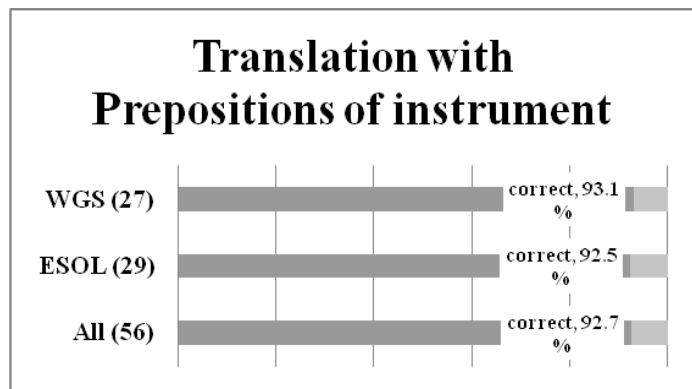 Translation with
Prepositions of instrument
WGS (27)
correct, 93.1
%
ESOL (29)
correct, 92.5
%
All (56)
correct, 92.7
%